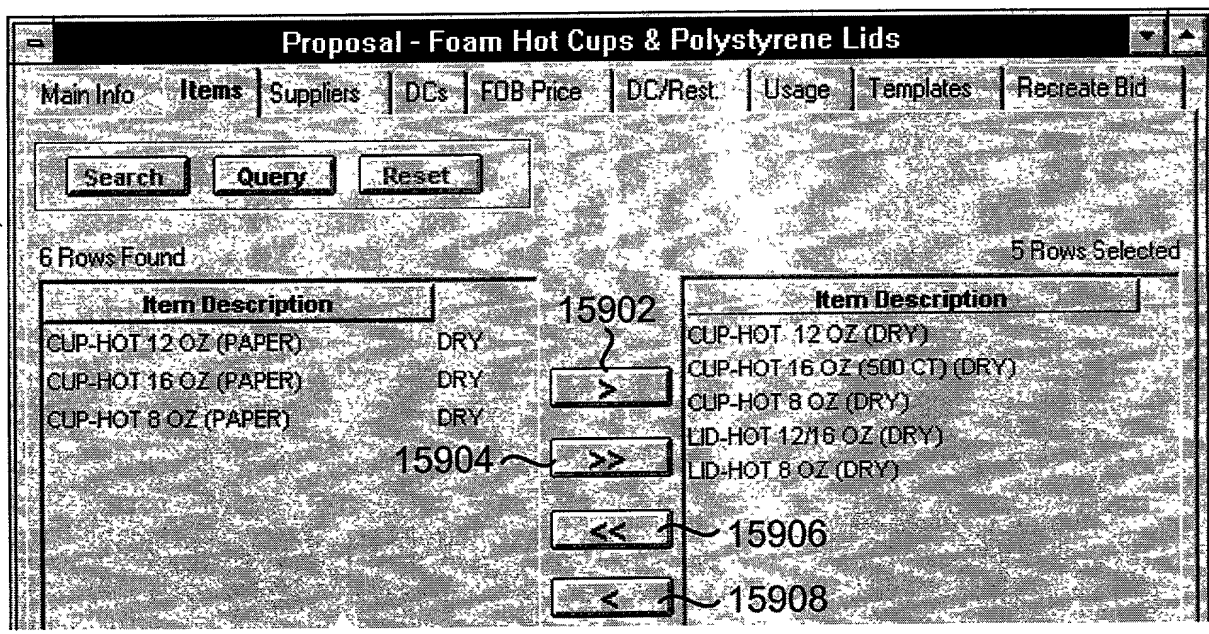 Proposal - Foam Hot Cups & Polystyrene Lids
Main Info Items Suppliers DCs FOB Price DC/Rest. Usage Templates Recreate Bid
Search Query Reset
6 Rows Found
5 Rows Selected
Item Description
CUP-HOT 12 OZ (PAPER) DRY
CUP-HOT 16 OZ (PAPER) DRY
CUP-HOT 8 OZ (PAPER) DRY
15902
>
15904 >>
<< 15906
< 15908
Item Description
CUP-HOT 12 OZ (DRY)
CUP-HOT 16 OZ (500 CT) (DRY)
CUP-HOT 8 OZ (DRY)
LID-HOT 12/16 OZ (DRY)
LID-HOT 8 OZ (DRY)